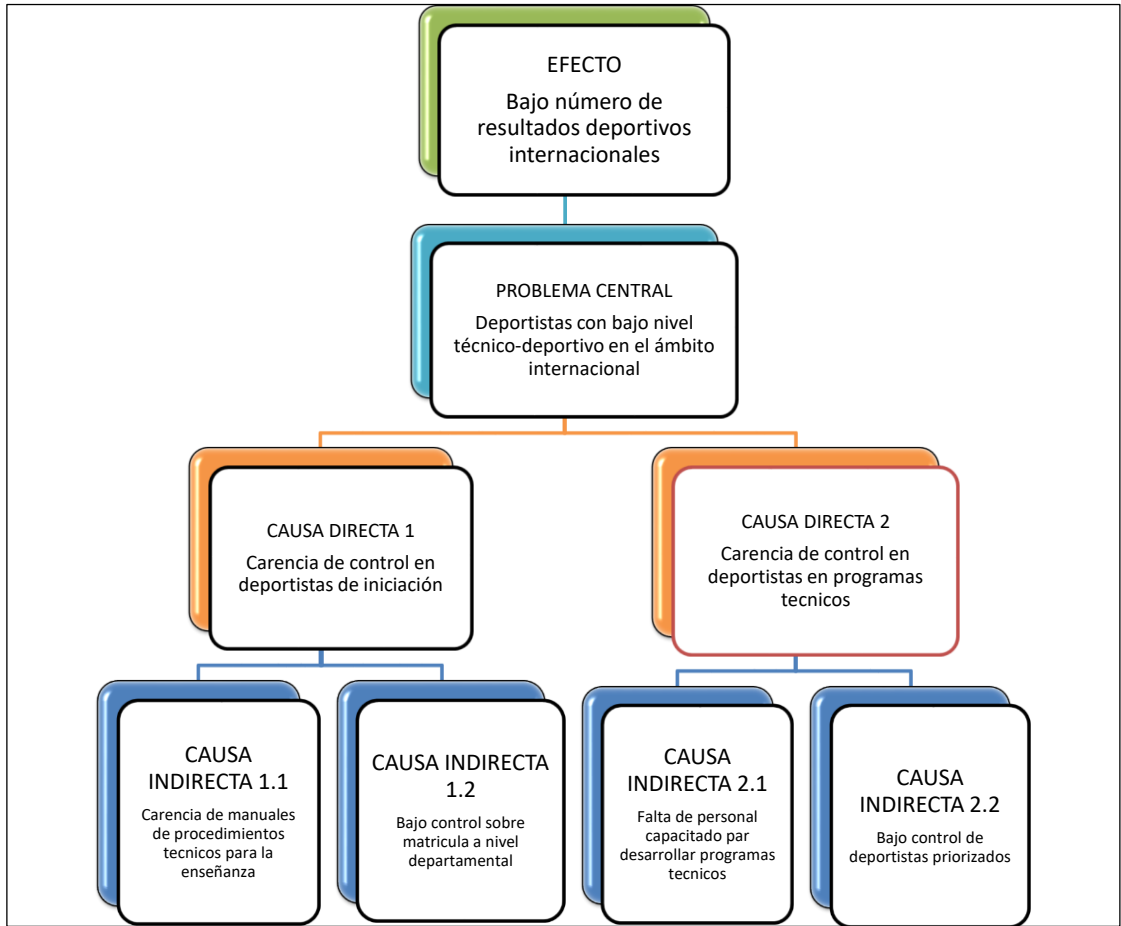 EFECTO
Bajo número de
resultados deportivos
internacionales
PROBLEMA CENTRAL
Deportistas con bajo nivel
técnico-deportivo en el ámbito
internacional
CAUSA DIRECTA 1
Carencia de control en
deportistas de iniciación
CAUSA DIRECTA 2
Carencia de control en
deportistas en programas
tecnicos
CAUSA
INDIRECTA 1.1
Carencia de manuales
de procedimientos
tecnicos para la
enseñanza
CAUSA INDIRECTA
1.2
Bajo control sobre
matricula a nivel
departamental
CAUSA
INDIRECTA 2.1
Falta de personal
capacitado par
desarrollar programas
tecnicos
CAUSA
INDIRECTA 2.2
Bajo control de
deportistas priorizados